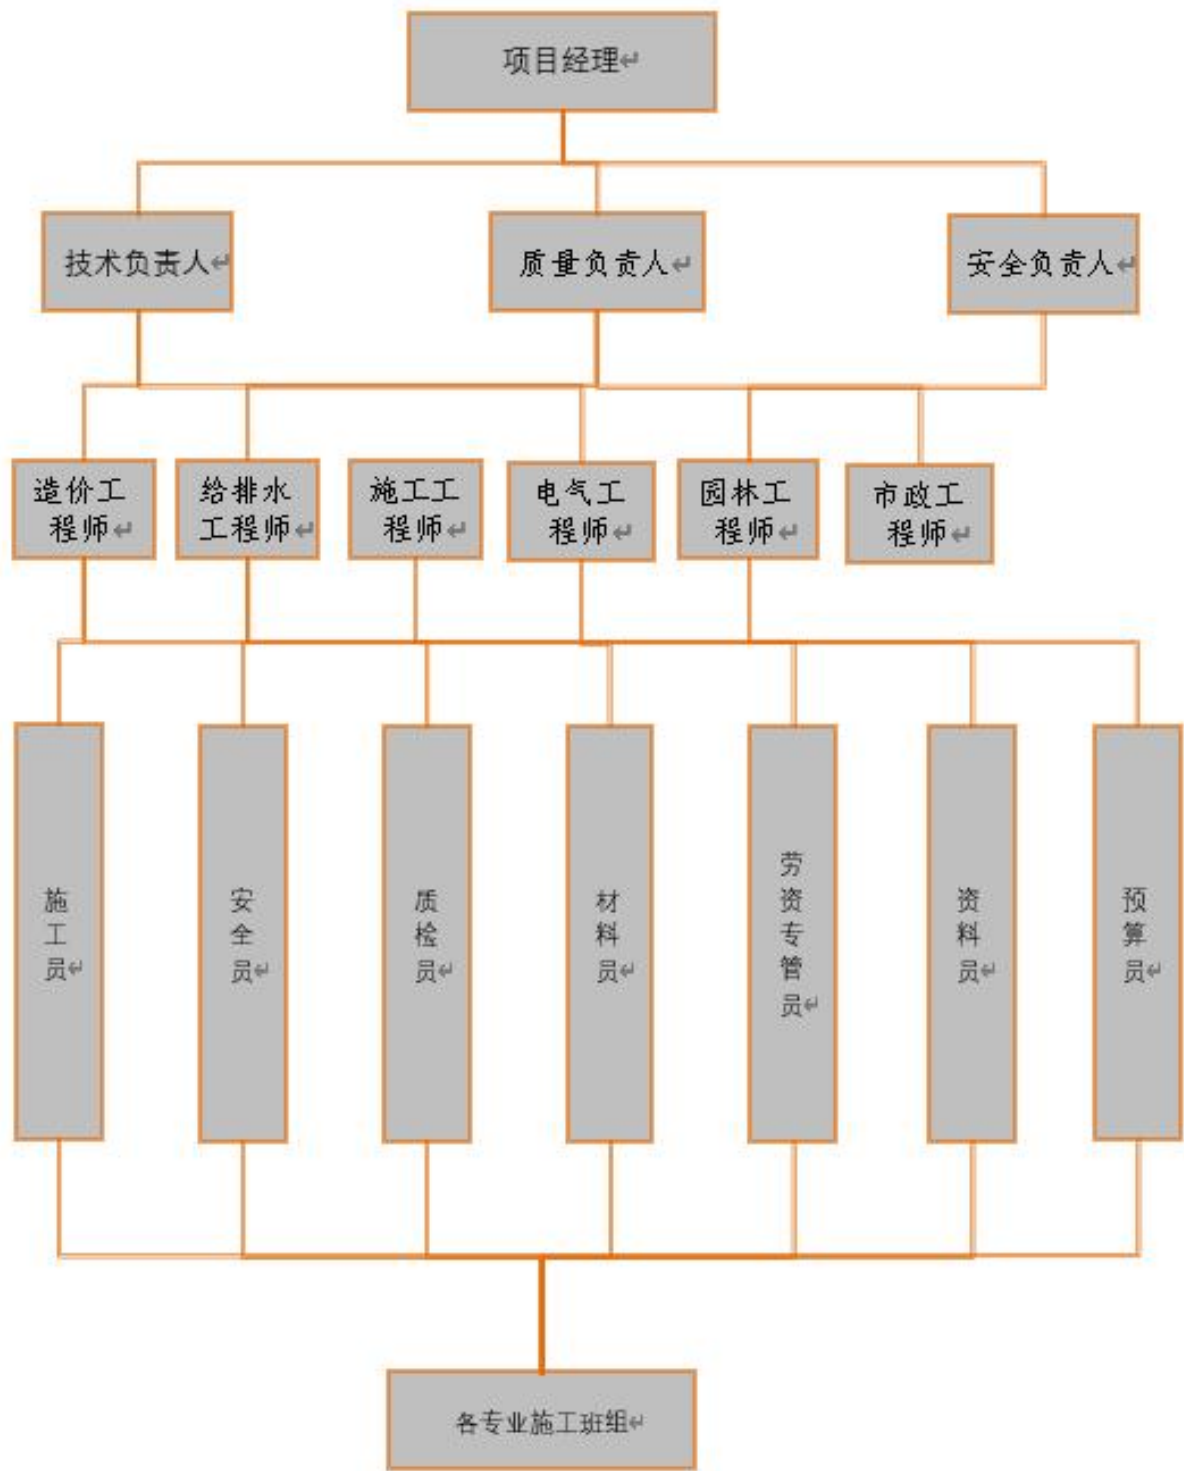 项目经理
技术负责人
质量负责人
安全负责人
造价工
程师
给排水
工程师
施工工
程师
电气工
程师
园林工
程师
市政工
程师
施
工
员
安
全
员
质
检
员
材
料
员
劳
资
专
管
员
资
料
员
预
算
员
各专业施工班组